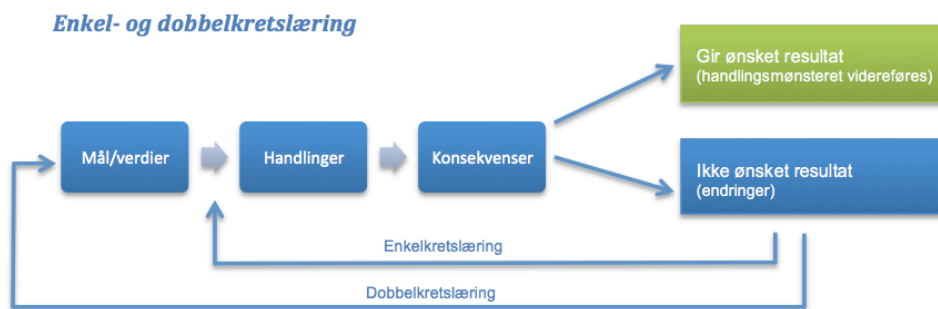 Enkel- og dobbelkretslæring
Gir ønsket resultat
(handlingsmønsteret videreføres)
Mål/verdier
Handlinger
Konsekvenser
Ikke ønsket resultat
(endringer)
Enkelkretslæring
Dobbelkretslæring